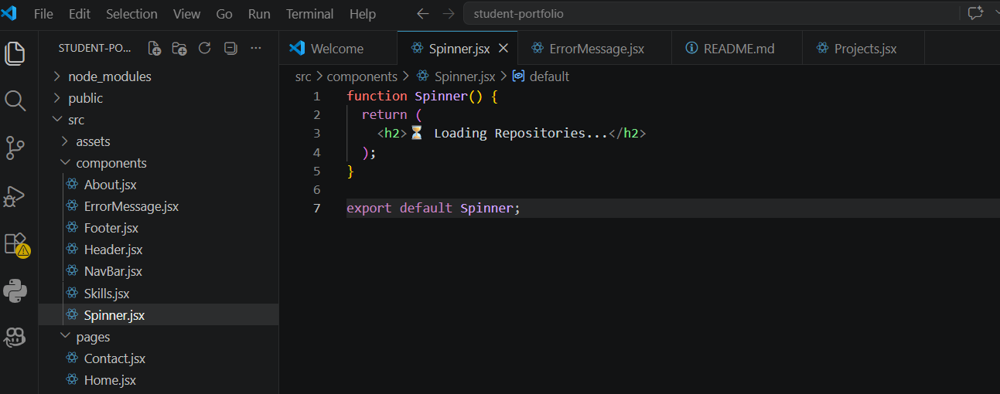 File Edit Selection View Go Run Terminal Help student-portfolio
STUDENT-PO... ...
node_modules
public
src
assets
components
About.jsx
ErrorMessage.jsx
Footer.jsx
Header.jsx
NavBar.jsx
Skills.jsx
Spinner.jsx
pages
Contact.jsx
Home.jsx
Welcome Spinner.jsx ErrorMessage.jsx README.md Projects.jsx
src > components > Spinner.jsx > default
1 function Spinner() {
2 return (
3 <h2>⏳ Loading Repositories...</h2>
4 );
5 }
6
7 export default Spinner;